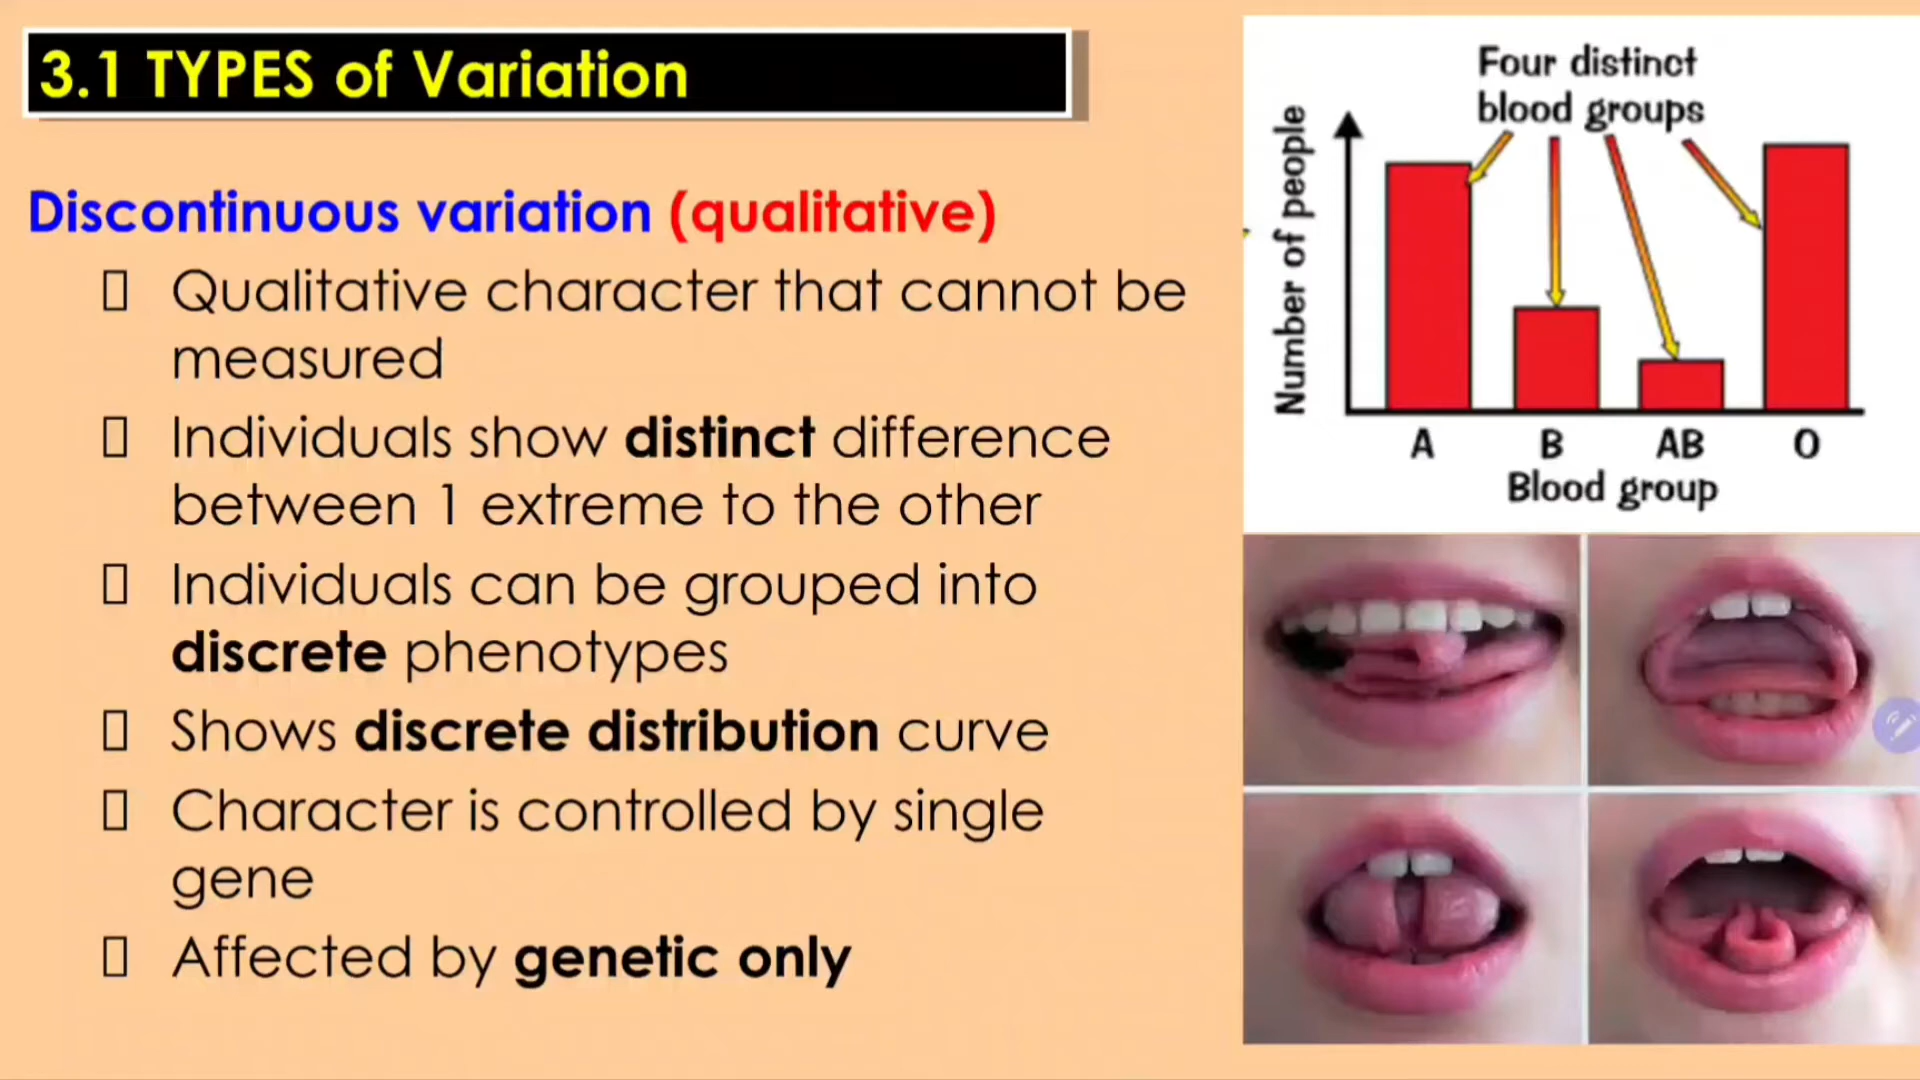 3.1 TYPES of Variation
Discontinuous variation (qualitative)
Qualitative character that cannot be
measured
Individuals show distinct difference
between 1 extreme to the other
Individuals can be grouped into
discrete phenotypes
Shows discrete distribution curve
Character is controlled by single
gene
Affected by genetic only
Four distinct
blood groups
Number of people
A B AB O
Blood group